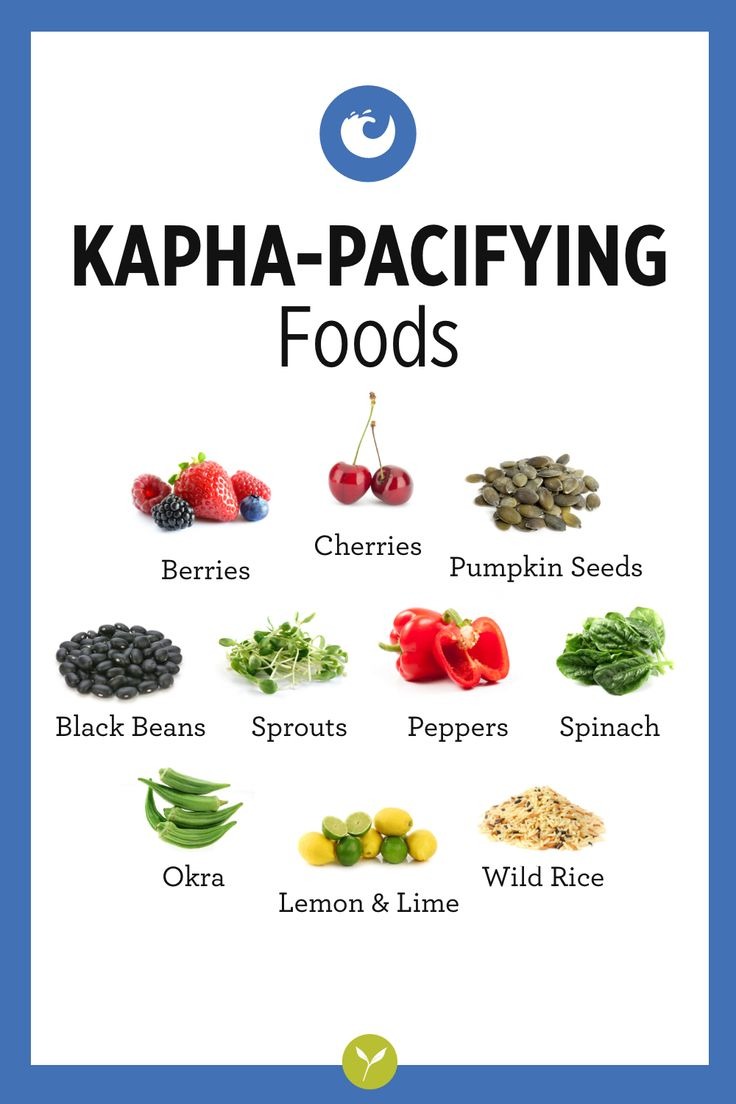 KAPHA-PACIFYING
Foods
Berries
Cherries
Pumpkin Seeds
Black Beans
Sprouts
Peppers
Spinach
Okra
Lemon & Lime
Wild Rice